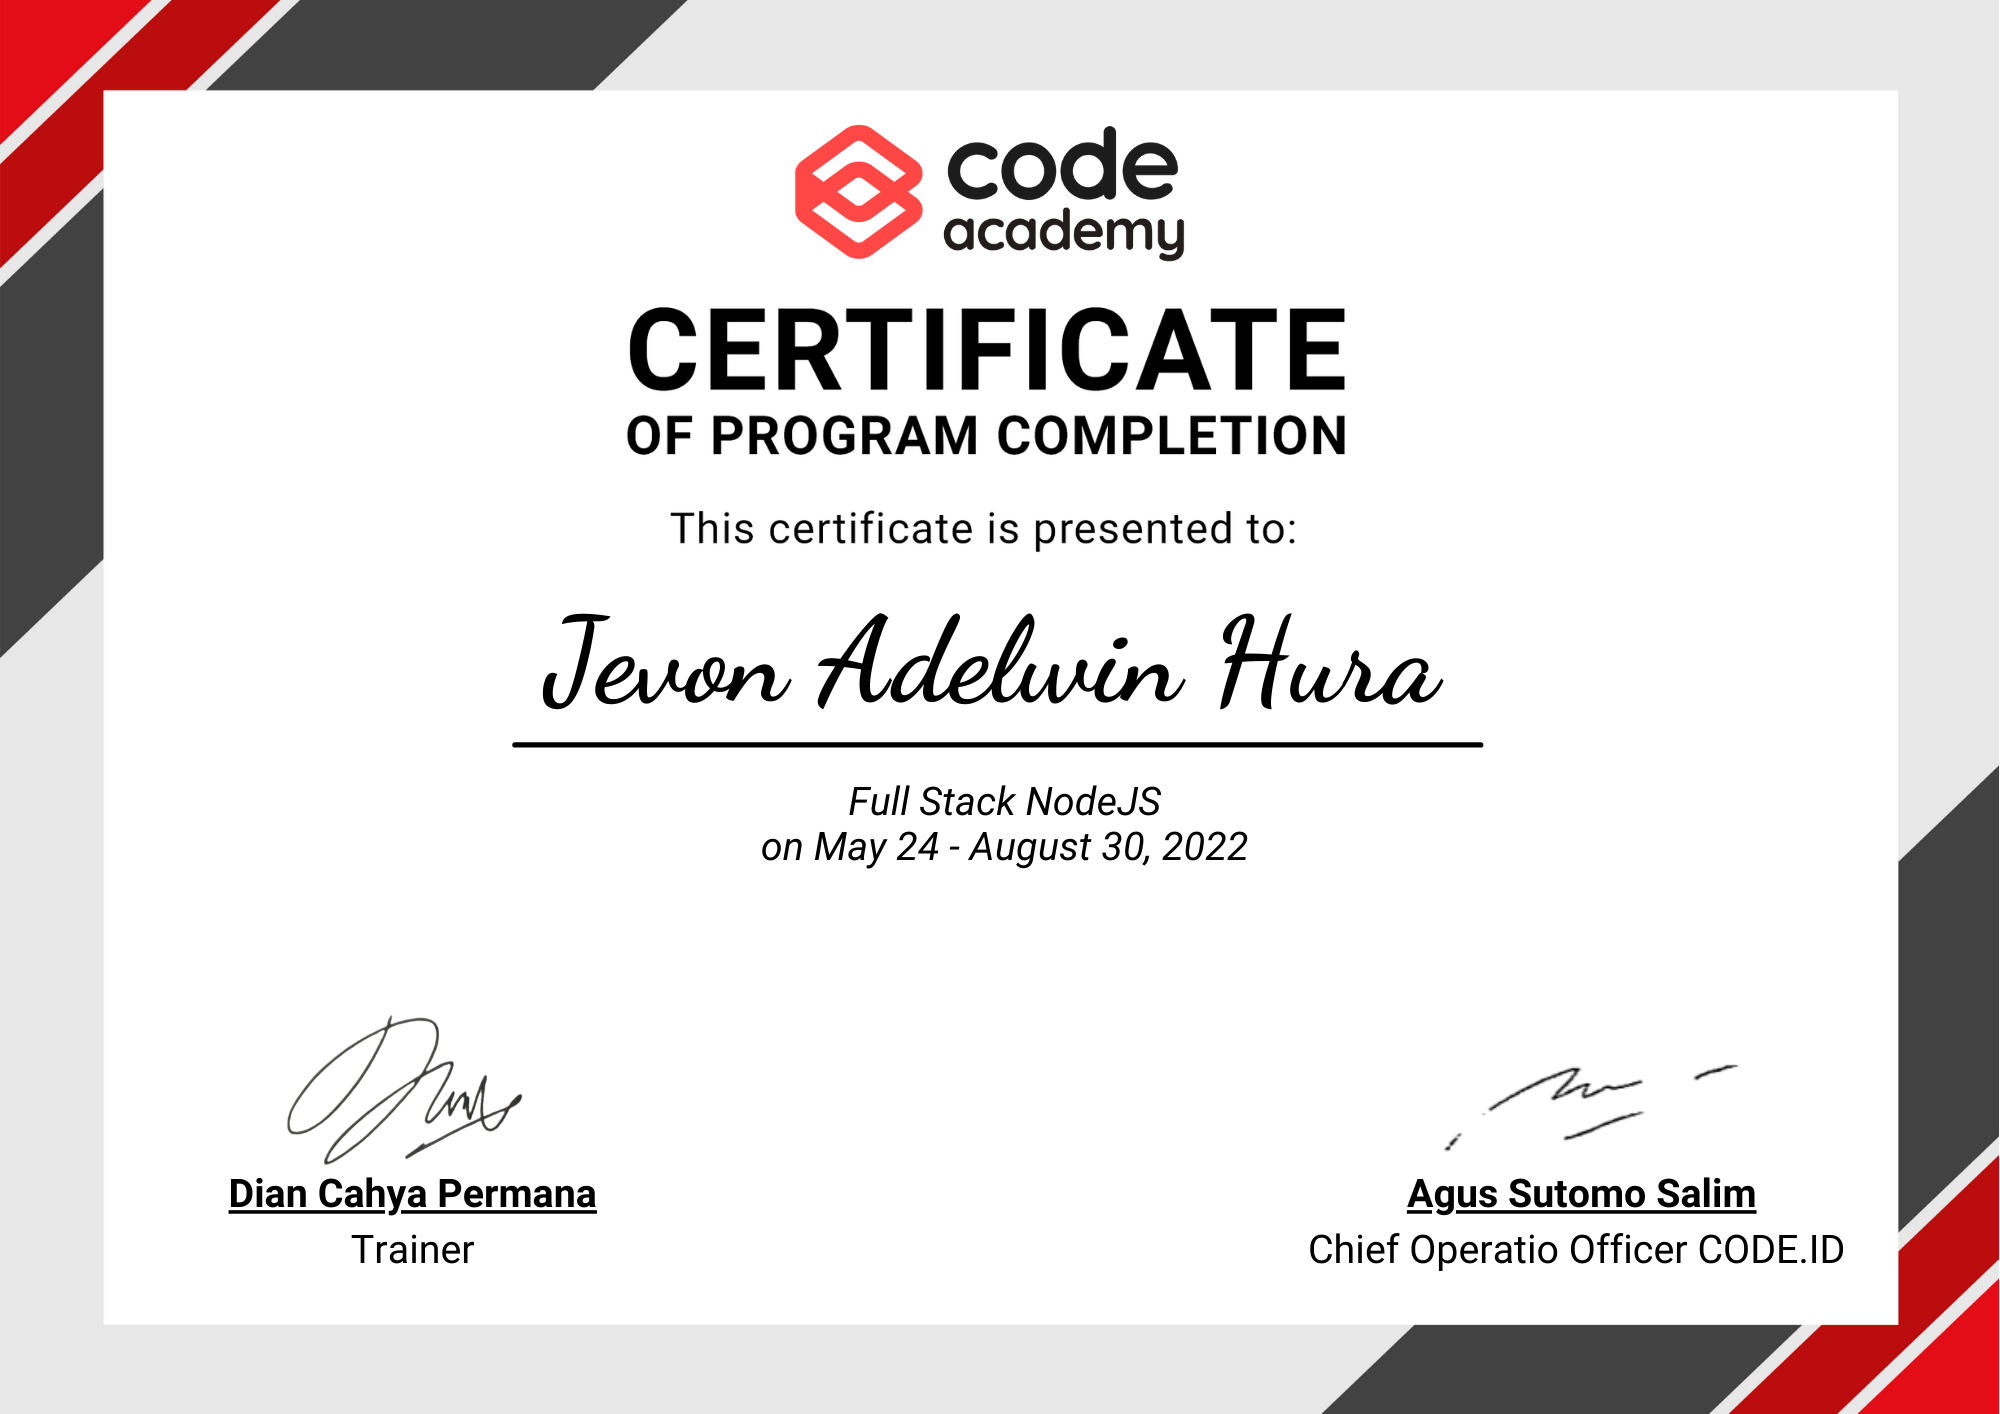 code
academy
CERTIFICATE
OF PROGRAM COMPLETION
This certificate is presented to:
Jevon Adelwin Hura
Full Stack NodeJS
on May 24 - August 30, 2022
Dian Cahya Permana
Trainer
Agus Sutomo Salim
Chief Operatio Officer CODE.ID